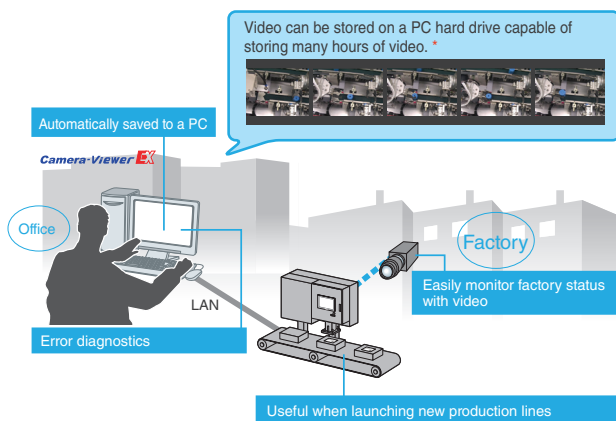 Video can be stored on a PC hard drive capable of
storing many hours of video. *
Automatically saved to a PC
Camera-Viewer EX
Office
Factory
Easily monitor factory status
with video
LAN
Error diagnostics
Useful when launching new production lines